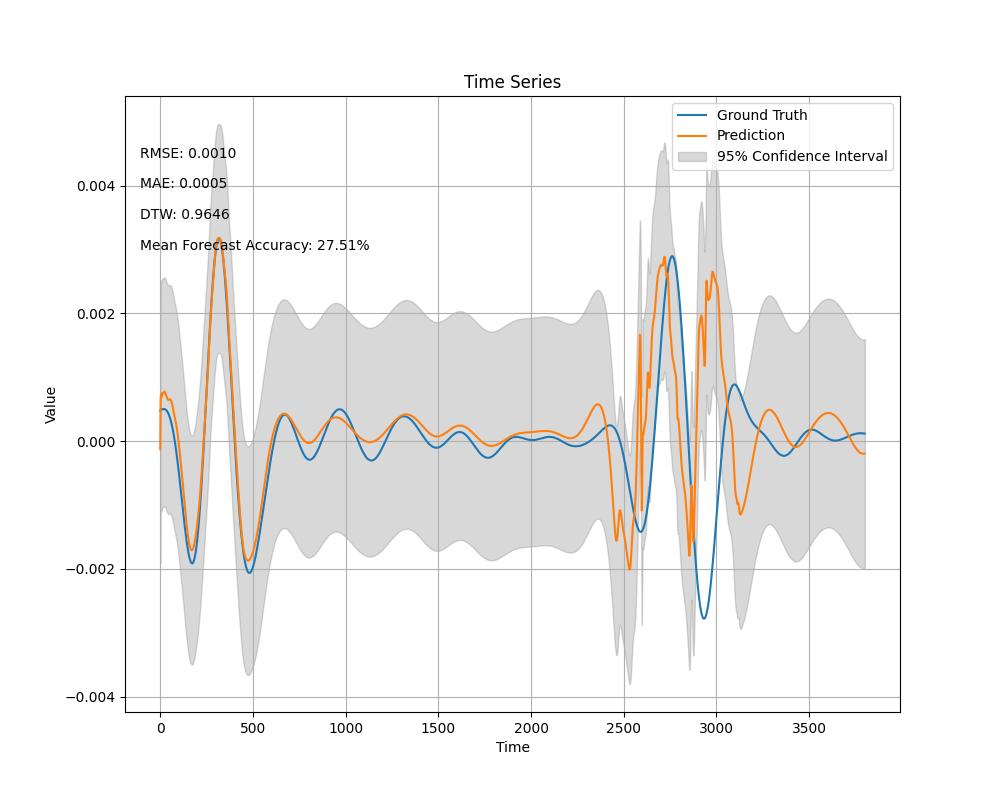 Time Series
Ground Truth
Prediction
95% Confidence Interval
RMSE: 0.0010
MAE: 0.0005
DTW: 0.9646
Mean Forecast Accuracy: 27.51%
Value
0.004
0.002
0.000
−0.002
−0.004
0 500 1000 1500 2000 2500 3000 3500
Time